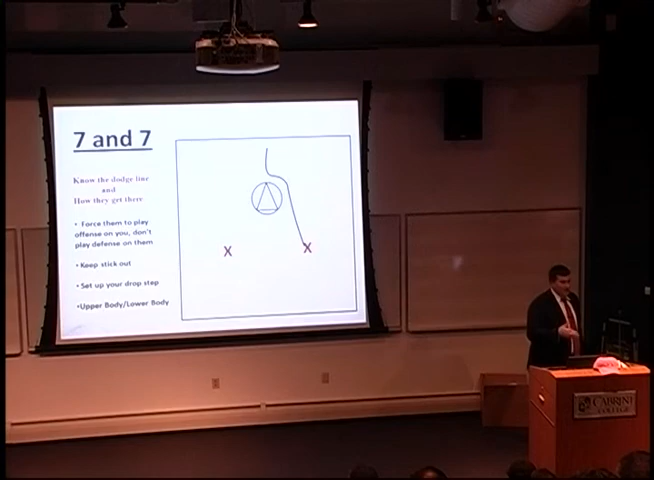 7 and 7
Know the dodge line
and
How they get there
• Force them to play
offense on you, don't
play defense on them
• Keep stick out
• Set up your drop step
• Upper Body/Lower Body
X X
CABRINI
COLLEGE